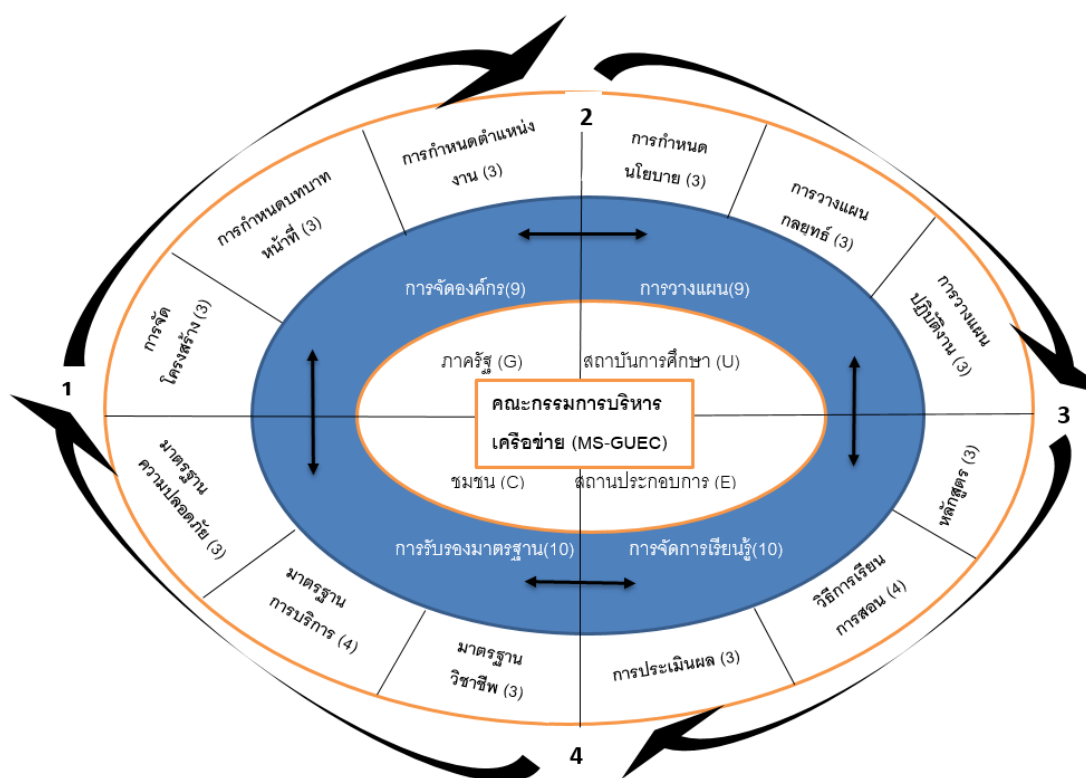 2
การกำหนดตำแหน่ง
งาน (3)
การกำหนด
นโยบาย (3)
การกำหนดบทบาท
หน้าที่ (3)
การวางแผน
กลยุทธ์ (3)
การจัด
โครงสร้าง (3)
การวางแผน
ปฏิบัติงาน (3)
การจัดองค์กร(9)
การวางแผน(9)
ภาครัฐ (G)
สถาบันการศึกษา (U)
1
คณะกรรมการบริหาร
เครือข่าย (MS-GUEC)
3
ชุมชน (C)
สถานประกอบการ (E)
มาตรฐาน
ความปลอดภัย (3)
หลักสูตร (3)
การรับรองมาตรฐาน(10)
การจัดการเรียนรู้(10)
มาตรฐาน
การบริการ (4)
วิธีการเรียน
การสอน (4)
มาตรฐาน
วิชาชีพ (3)
การประเมินผล (3)
4